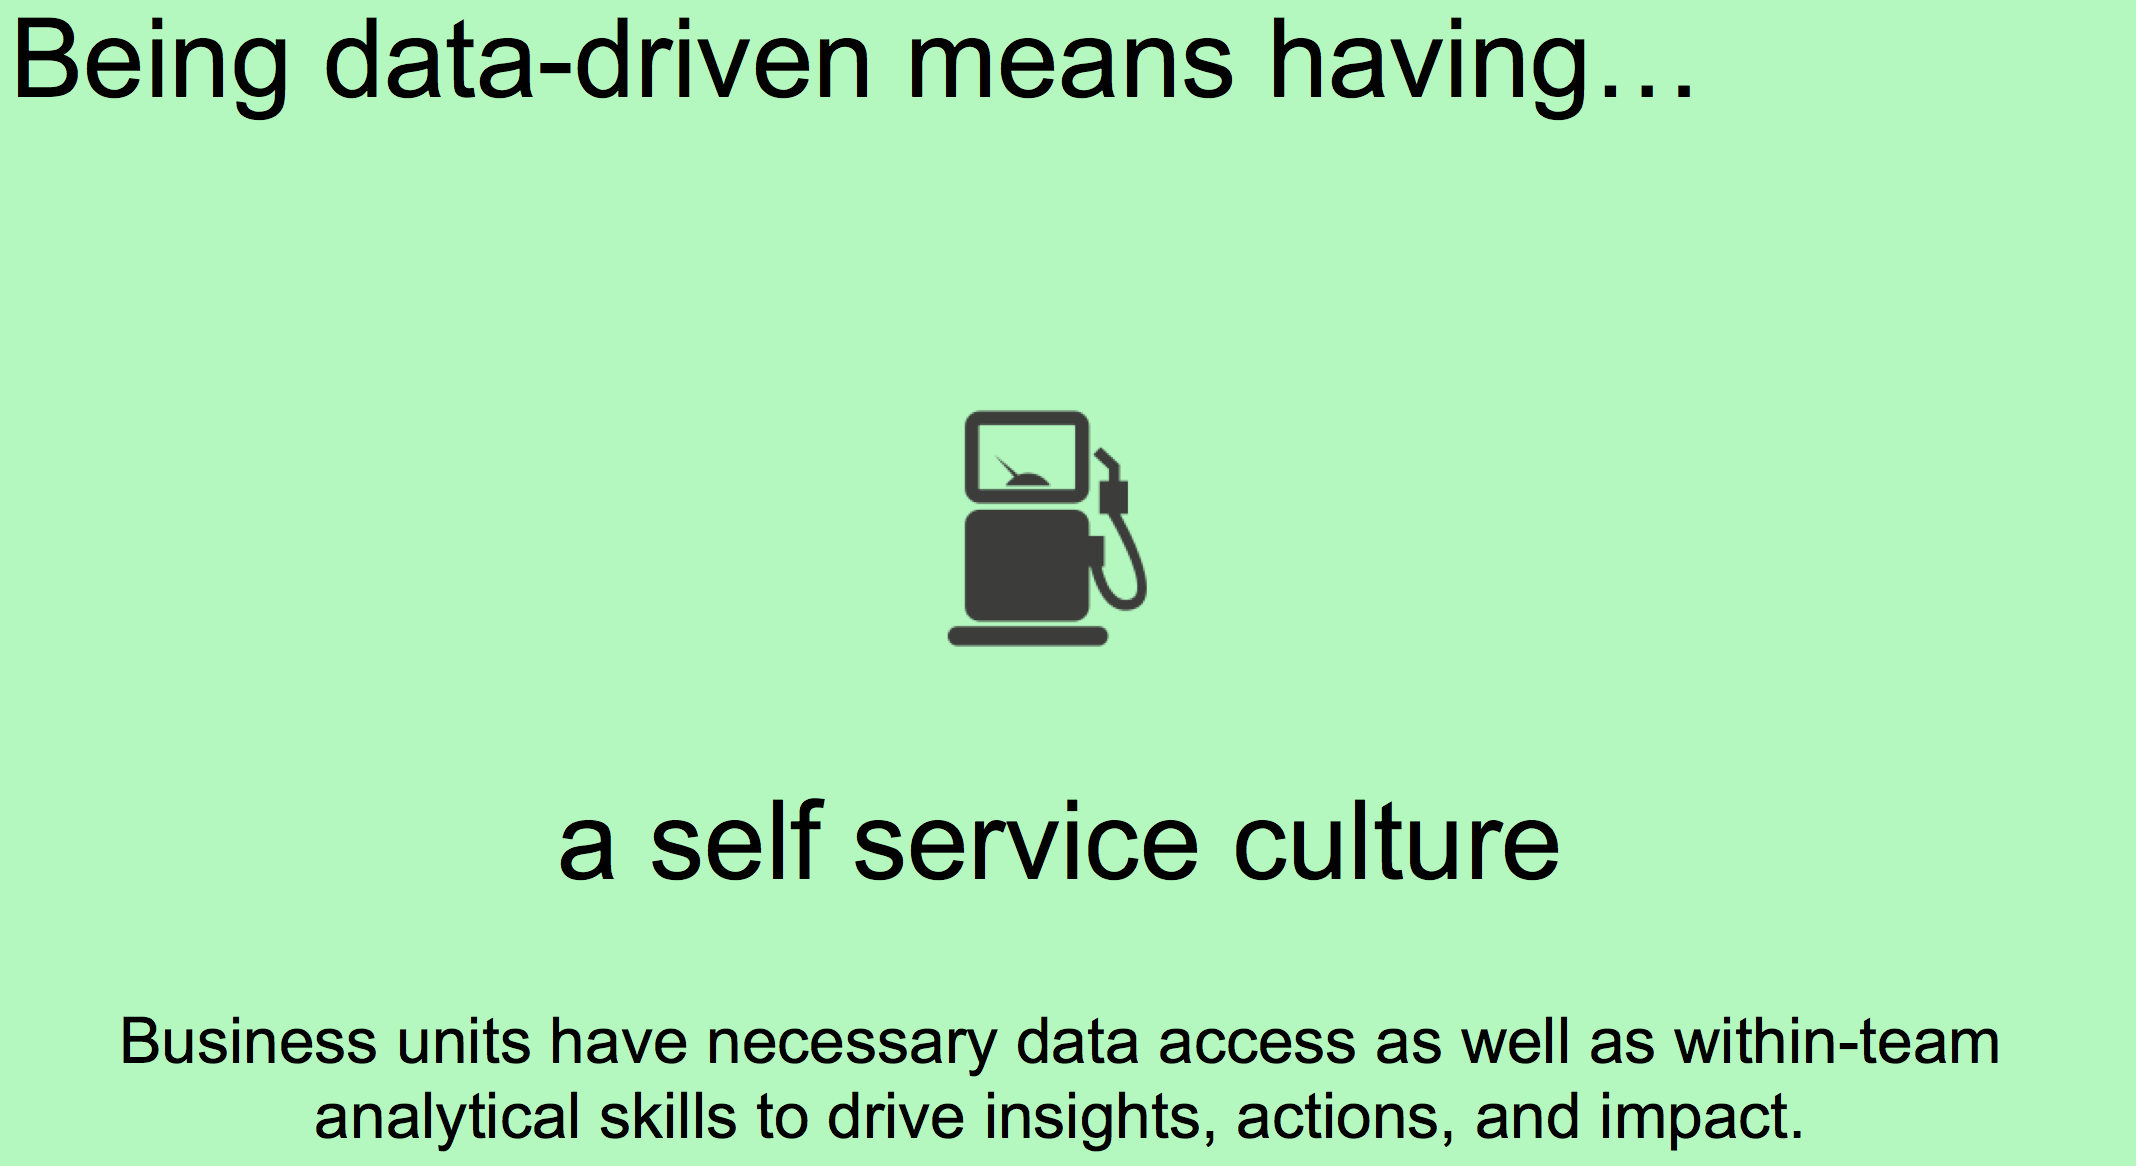 Being data-driven means having…
a self service culture
Business units have necessary data access as well as within-team
analytical skills to drive insights, actions, and impact.